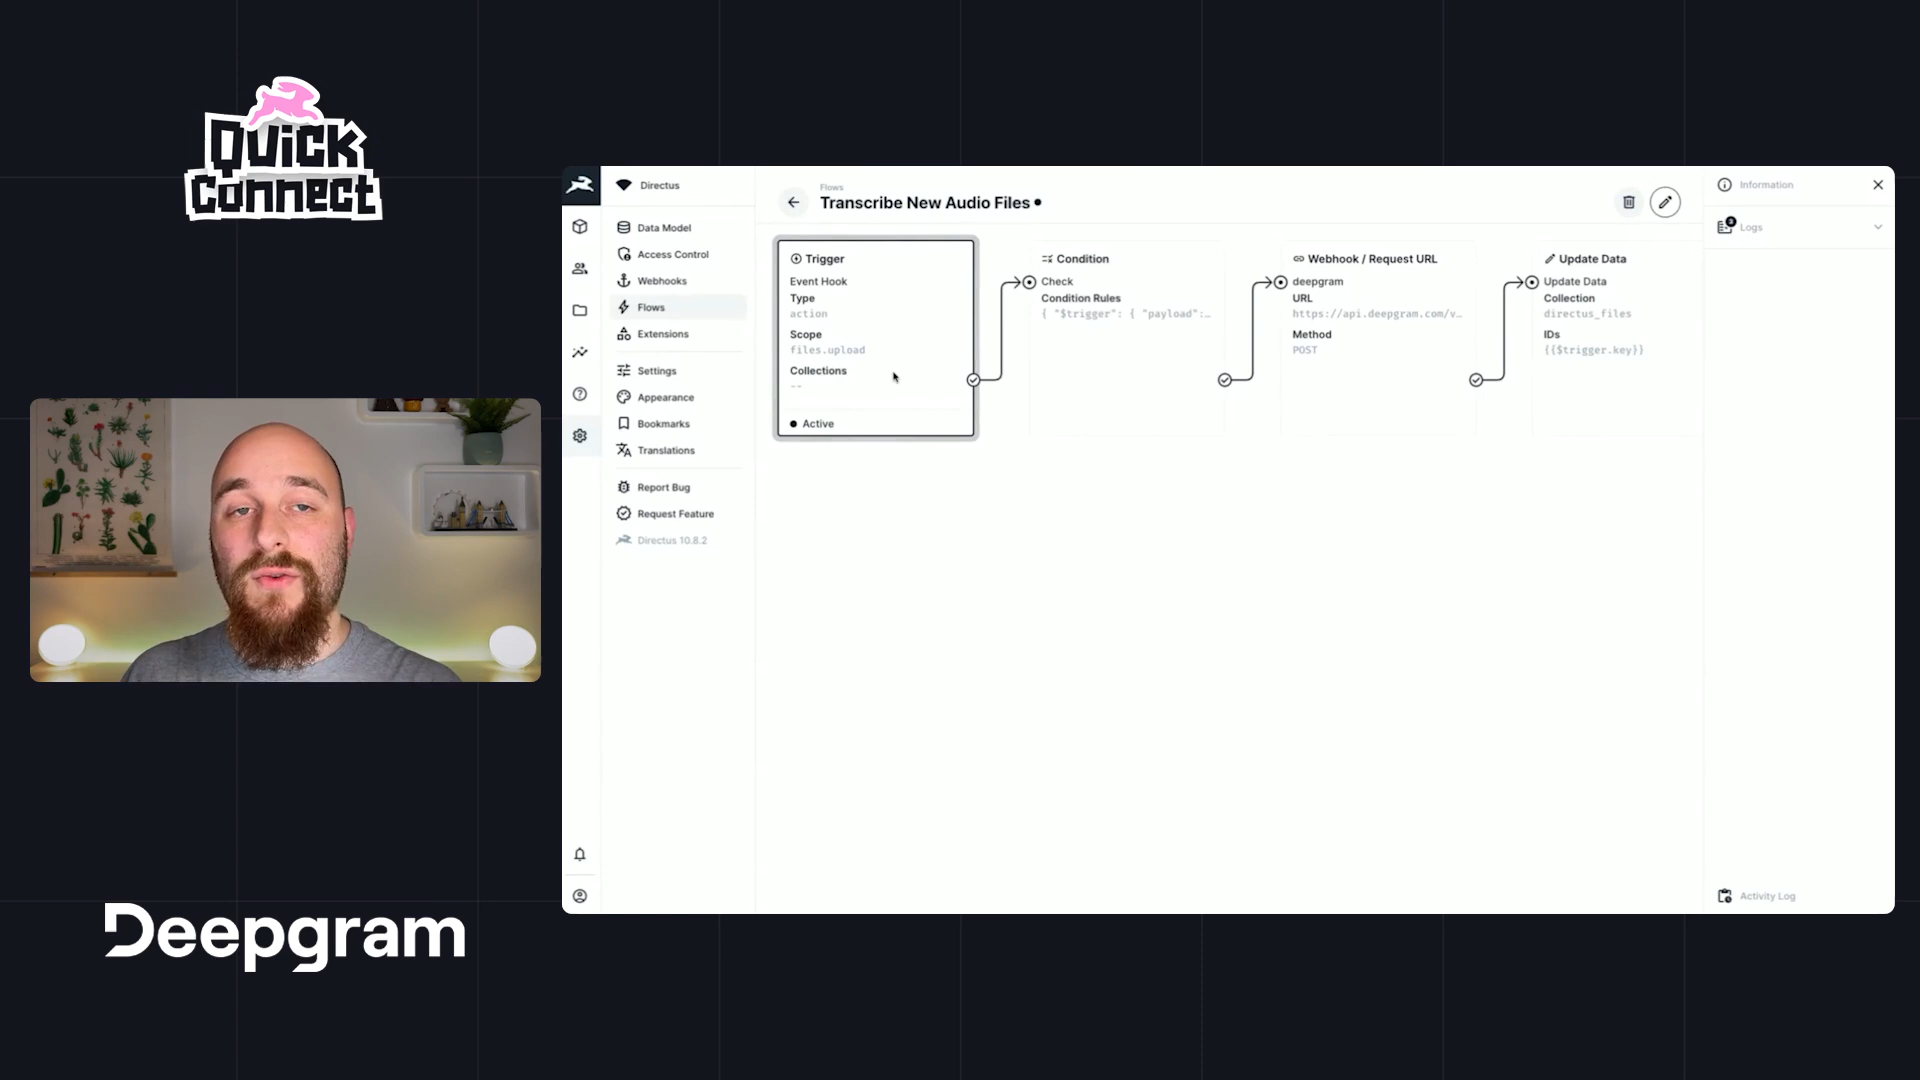 Quick
Connect
Deepgram
Directus
Data Model
Access Control
Webhooks
Flows
Extensions
Settings
Appearance
Bookmarks
Translations
Report Bug
Request Feature
Directus 10.8.2
Flows
Transcribe New Audio Files
Trigger
Event Hook
Type
action
Scope
files.upload
Collections
--
Active
Condition
Check
Condition Rules
{ "$trigger": { "payload":…
Webhook / Request URL
deepgram
URL
https://api.deepgram.com/v…
Method
POST
Update Data
Update Data
Collection
directus_files
IDs
{{$trigger.key}}
Information
3
Logs
Activity Log